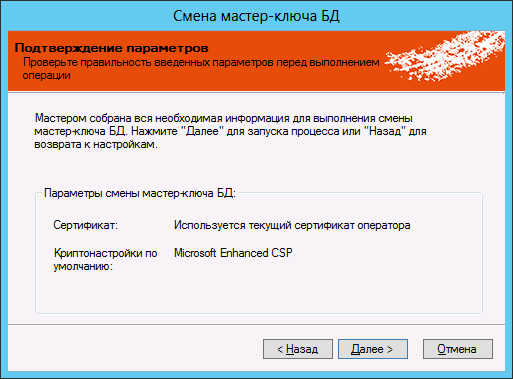 Смена мастер-ключа БД
Подтверждение параметров
Проверьте правильность введенных параметров перед выполнением
операции
Мастером собрана вся необходимая информация для выполнения смены
мастер-ключа БД. Нажмите "Далее" для запуска процесса или "Назад" для
возврата к настройкам.
Параметры смены мастер-ключа БД:
Сертификат: Используется текущий сертификат оператора
Криптонастройки по Microsoft Enhanced CSP
умолчанию:
< Назад Далее > Отмена